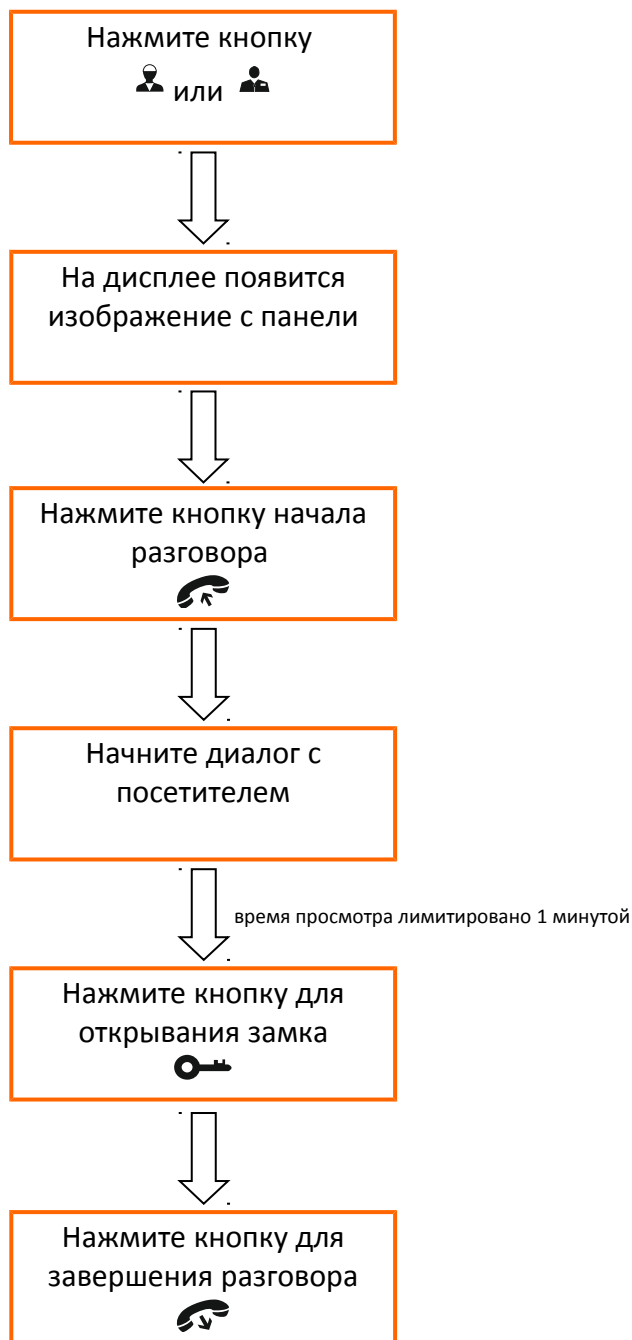 Нажмите кнопку
или
На дисплее появится
изображение с панели
Нажмите кнопку начала
разговора
Начните диалог с
посетителем
время просмотра лимитировано 1 минутой
Нажмите кнопку для
открывания замка
Нажмите кнопку для
завершения разговора